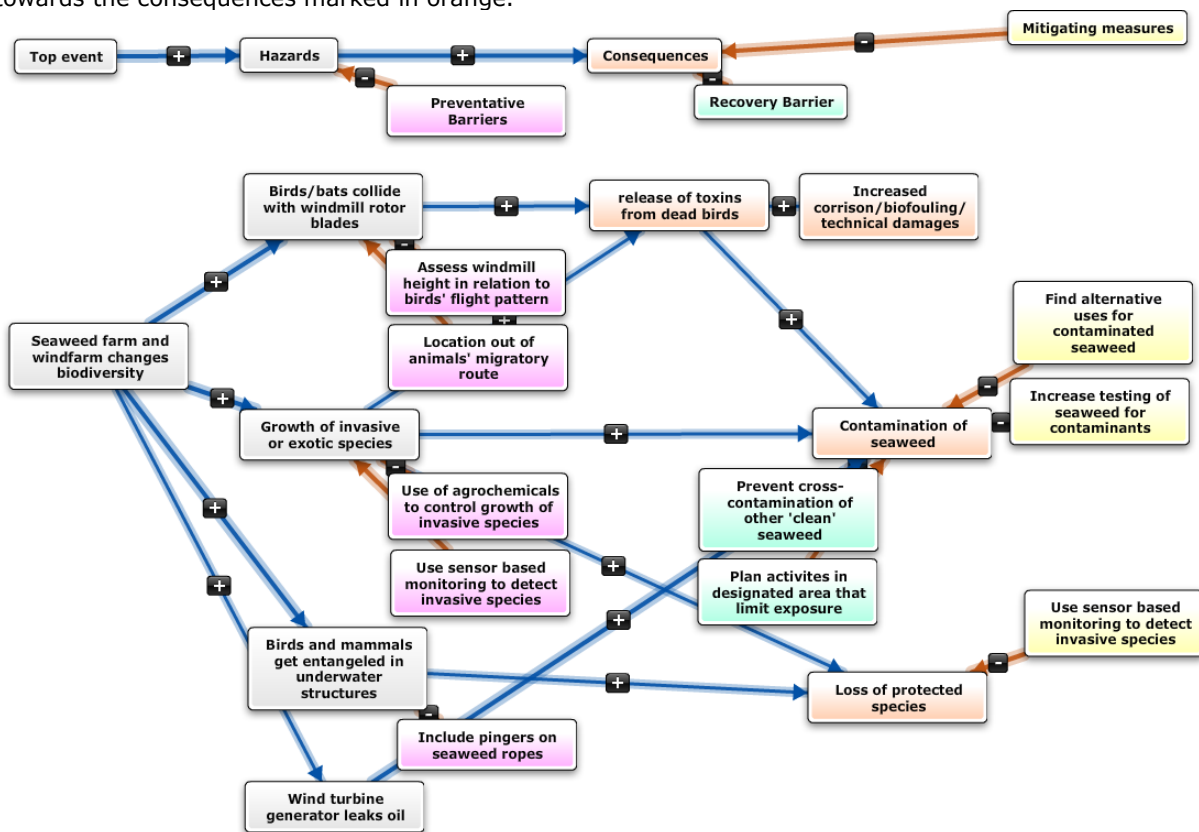 towards the consequences marked in orange.
Mitigating measures
Top event
+
Hazards
+
Consequences
-
-
-
Preventative
Barriers
Recovery Barrier
Birds/bats collide
with windmill rotor
blades
+
release of toxins
from dead birds
+
Increased
corrison/biofouling/
technical damages
-
Assess windmill
height in relation to
birds' flight pattern
+
+
Location out of
animals' migratory
route
+
Find alternative
uses for
contaminated
seaweed
Seaweed farm and
windfarm changes
biodiversity
+
-
Growth of invasive
or exotic species
+
Contamination of
seaweed
-
Increase testing of
seaweed for
contaminants
-
Use of agrochemicals
to control growth of
invasive species
Prevent cross-
contamination of
other 'clean'
seaweed
+
+
Use sensor based
monitoring to detect
invasive species
+
Plan activites in
designated area that
limit exposure
+
+
Use sensor based
monitoring to detect
invasive species
-
Birds and mammals
get entangeled in
underwater
structures
+
Loss of protected
species
-
Include pingers on
seaweed ropes
Wind turbine
generator leaks oil